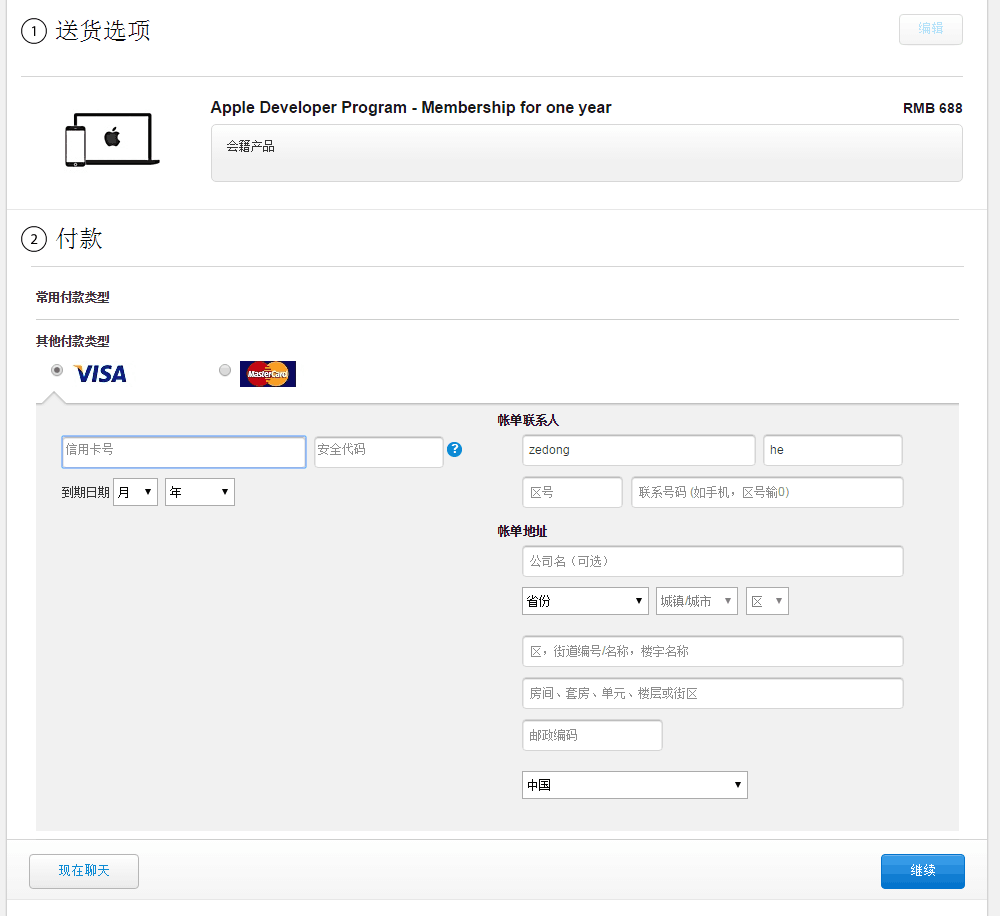 1 送货选项 编辑
Apple Developer Program - Membership for one year RMB 688
会籍产品
2 付款
常用付款类型
其他付款类型
VISA MasterCard
帐单联系人
信用卡号 安全代码 ? zedong he
到期日期 月 年 区号 联系号码 (如手机，区号输0)
帐单地址
公司名（可选）
省份 城镇/城市 区
区，街道编号/名称，楼宇名称
房间、套房、单元、楼层或街区
邮政编码
中国
现在聊天 继续